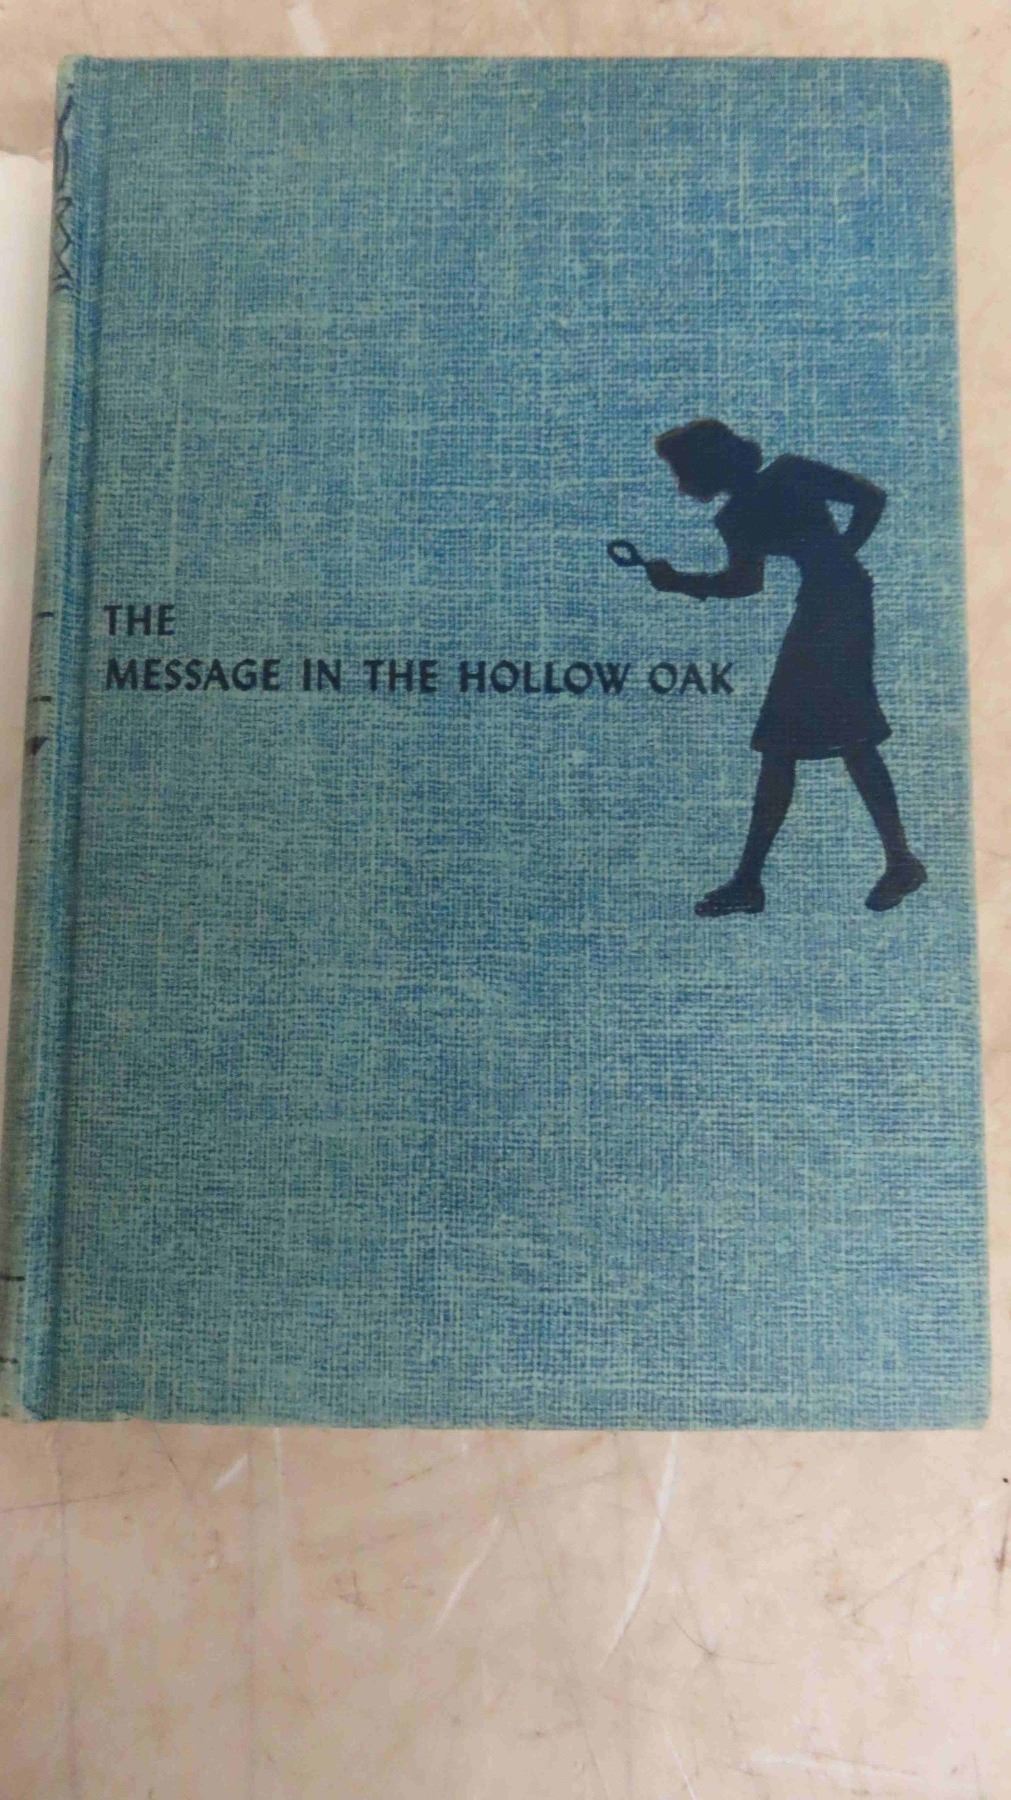 THE
MESSAGE IN THE HOLLOW OAK